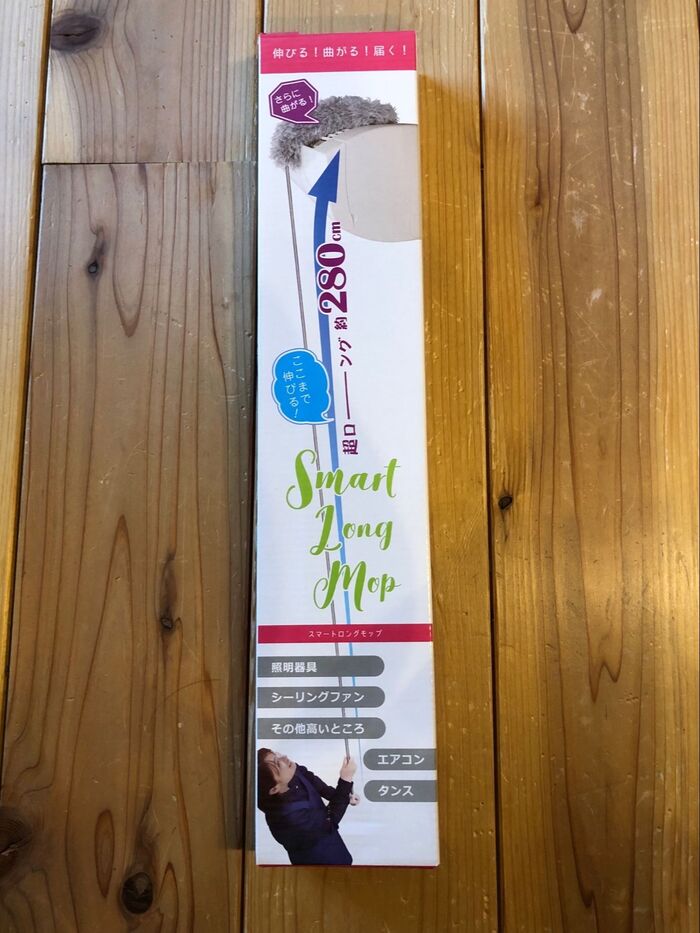 伸びる!曲がる!届く!
さらに
曲がる!
超ローーーング 約280cm
ここまで
伸びる!
Smart
Long
Mop
スマートロングモップ
照明器具
シーリングファン
その他高いところ
エアコン
タンス